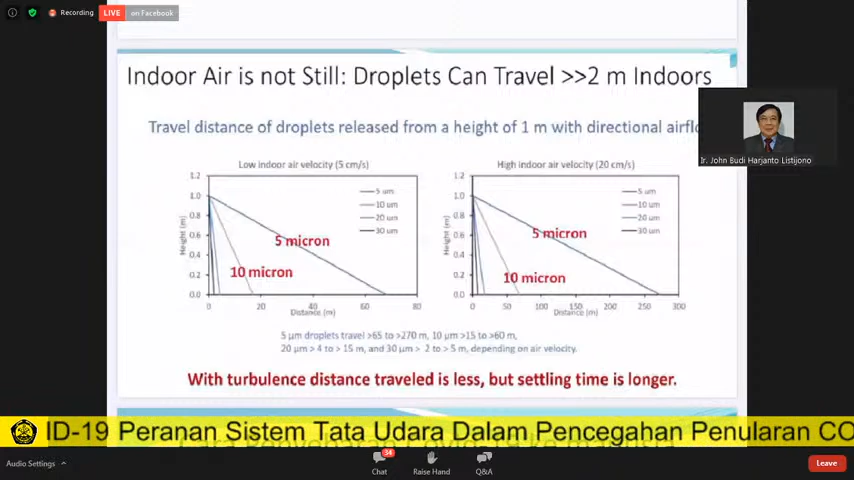 Recording
LIVE on Facebook
Indoor Air is not Still: Droplets Can Travel >>2 m Indoors
Travel distance of droplets released from a height of 1 m with directional
Ir. John Budi Harjanto Listijono
Low indoor air velocity (5 cm/s)
1.2
1.0
0.8
0.6
0.4
0.2
0.0
Height (m)
5 um
10 um
20 um
30 um
5 micron
10 micron
0 20 40 60 80
Distance (m)
High indoor air velocity (20 cm/s)
1.2
1.0
0.8
0.6
0.4
0.2
0.0
Height (m)
5 um
10 um
20 um
30 um
5 micron
10 micron
0 50 100 150 200 250 300
Distance (m)
5 µm droplets travel >65 to >270 m, 10 µm >15 to >60 m,
20 µm > 4 to > 15 m, and 30 µm > 2 to > 5 m, depending on air velocity.
With turbulence distance traveled is less, but settling time is longer.
ID-19 Peranan Sistem Tata Udara Dalam Pencegahan Penularan CO
Audio Settings
34
Chat
Raise Hand
Q&A
Leave